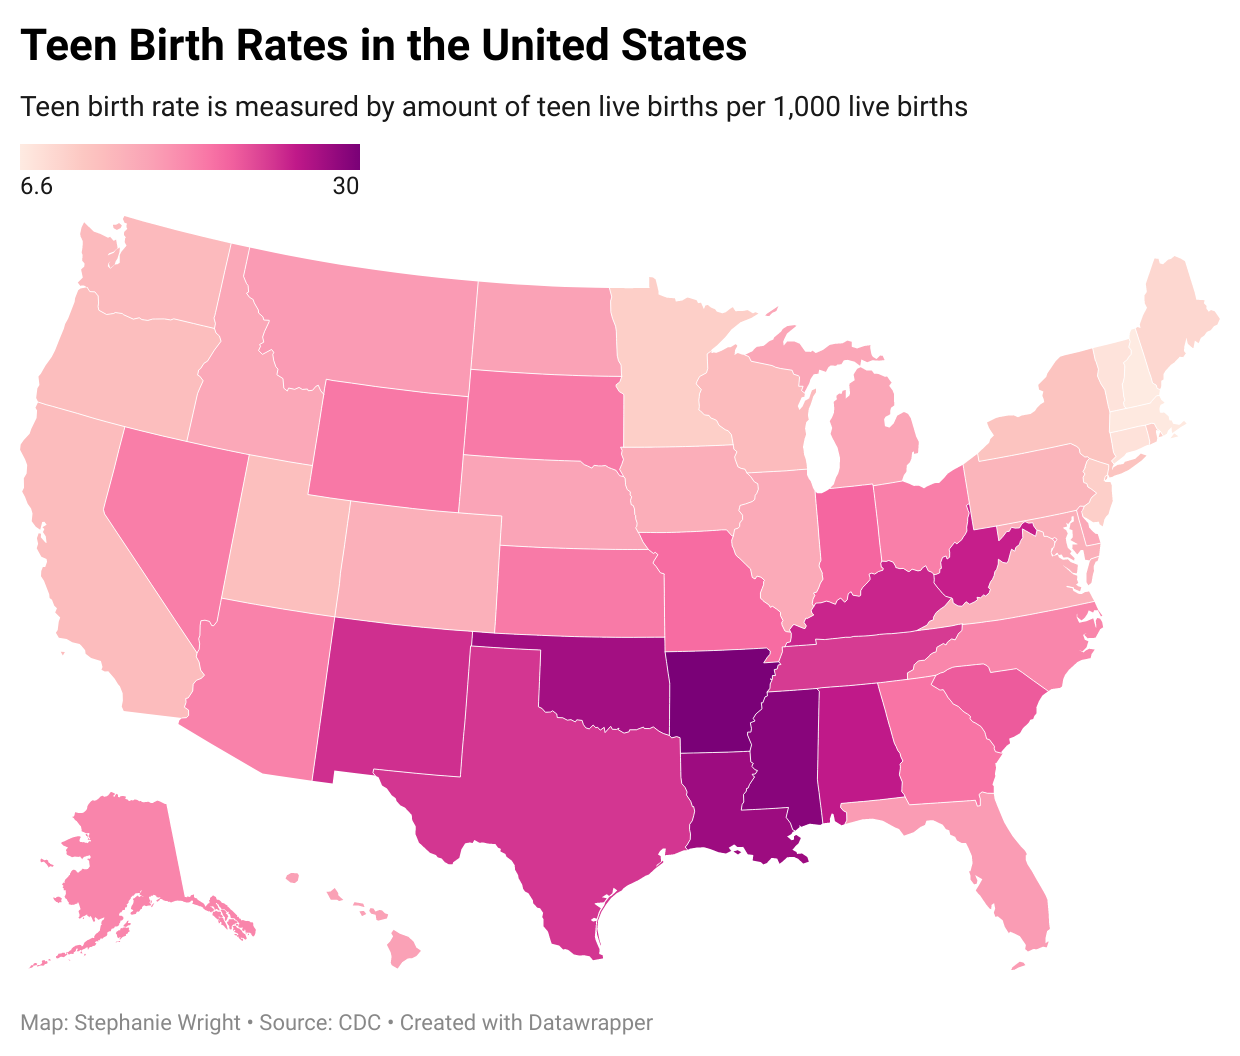 Teen Birth Rates in the United States
Teen birth rate is measured by amount of teen live births per 1,000 live births
6.6 30
Map: Stephanie Wright • Source: CDC • Created with Datawrapper